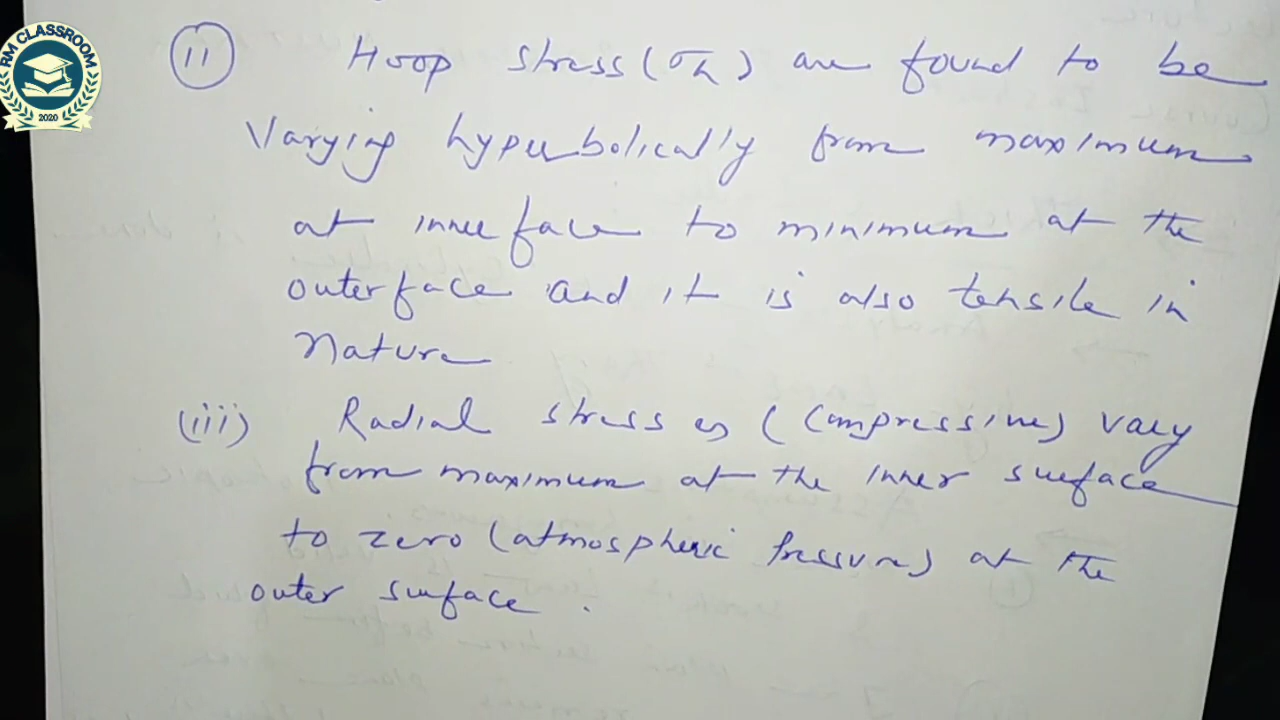 RM CLASSROOM
2020
(ii) Hoop stress (σh) are found to be
varying hyperbolically from maximum
at inner face to minimum at the
outer face and it is also tensile in
Nature
(iii) Radial stress (Compressive) vary
from maximum at the inner surface
to zero (atmospheric pressure) at the
outer surface.